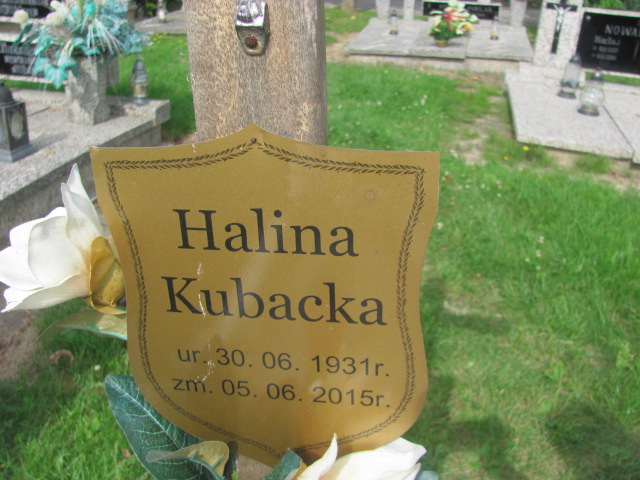 Halina
Kubacka
ur. 30. 06. 1931r.
zm. 05. 06. 2015r.